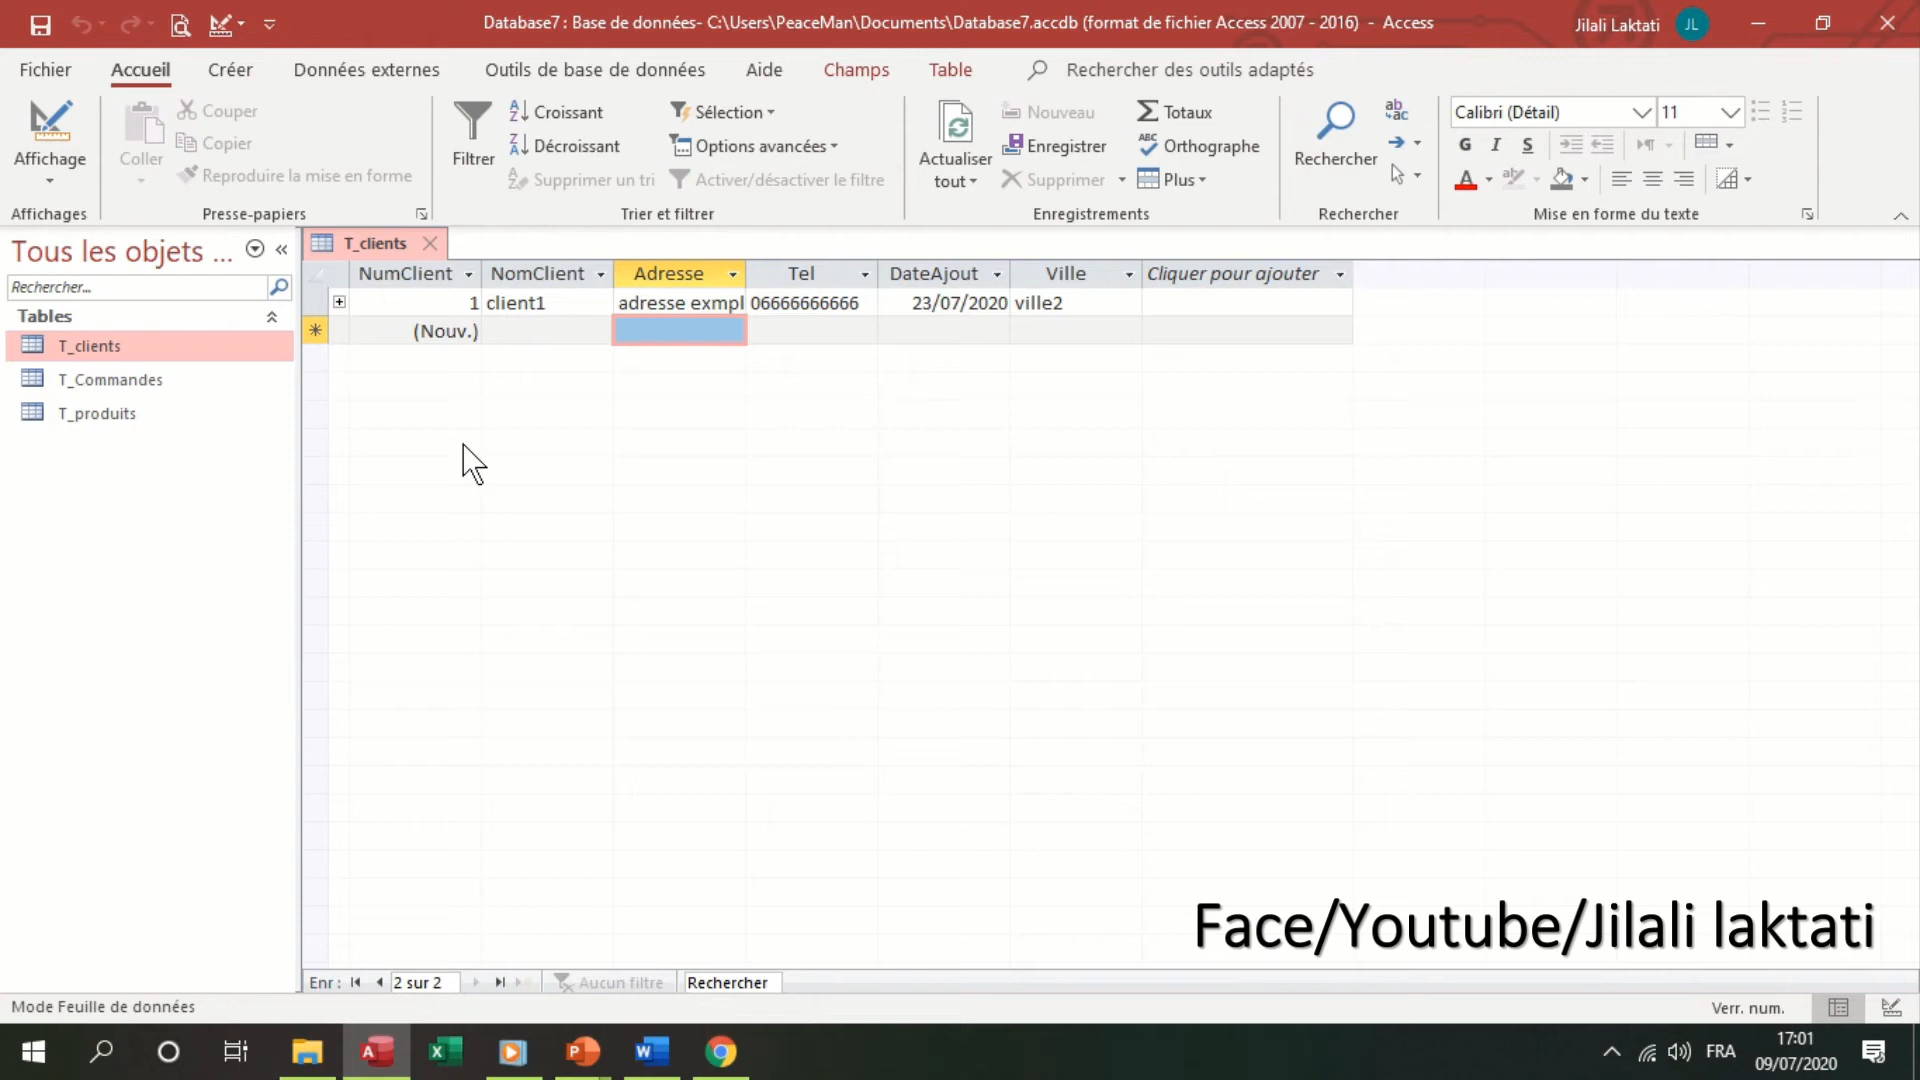 Database7 : Base de données- C:\Users\PeaceMan\Documents\Database7.accdb (format de fichier Access 2007 - 2016) - Access
Jilali Laktati
JL
Fichier
Accueil
Créer
Données externes
Outils de base de données
Aide
Champs
Table
Rechercher des outils adaptés
Affichage
Affichages
Coller
Couper
Copier
Reproduire la mise en forme
Presse-papiers
Filtrer
Croissant
Décroissant
Supprimer un tri
Sélection
Options avancées
Activer/désactiver le filtre
Trier et filtrer
Actualiser
tout
Nouveau
Enregistrer
Supprimer
Totaux
Orthographe
Plus
Enregistrements
Rechercher
Rechercher
Calibri (Détail)
11
G I S
Mise en forme du texte
Tous les objets ...
Rechercher...
Tables
T_clients
T_Commandes
T_produits
T_clients
NumClient NomClient Adresse Tel DateAjout Ville Cliquer pour ajouter
1 client1 adresse exmpl 06666666666 23/07/2020 ville2
(Nouv.)
Face/Youtube/Jilali laktati
Enr : 2 sur 2 Aucun filtre Rechercher
Mode Feuille de données
Verr. num.
FRA
17:01
09/07/2020